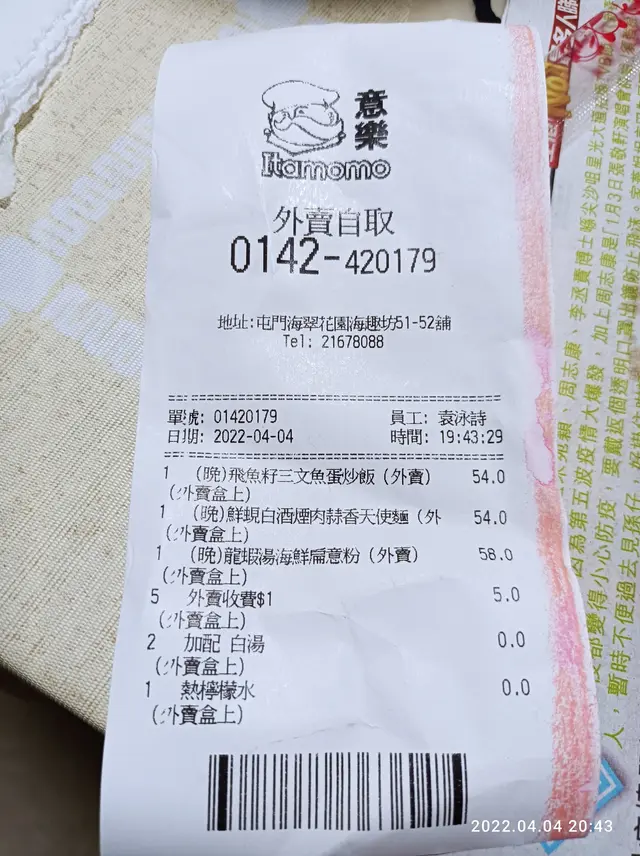 意樂
Itamomo
外賣自取
0142-420179
地址:屯門海翠花園海趣坊51-52舖
Tel: 21678088
單號: 01420179 員工: 袁泳詩
日期: 2022-04-04 時間: 19:43:29
1 (晚)飛魚籽三文魚蛋炒飯(外賣) 54.0
(外賣盒上)
1 (晚)鮮蜆白酒煙肉蒜香天使麵(外 54.0
(外賣盒上)
1 (晚)龍蝦湯海鮮扁意粉(外賣) 58.0
(外賣盒上)
5 外賣收費$1 5.0
(外賣盒上)
2 加配 白湯 0.0
(外賣盒上)
1 熱檸檬水 0.0
(外賣盒上)
2022.04.04 20:43